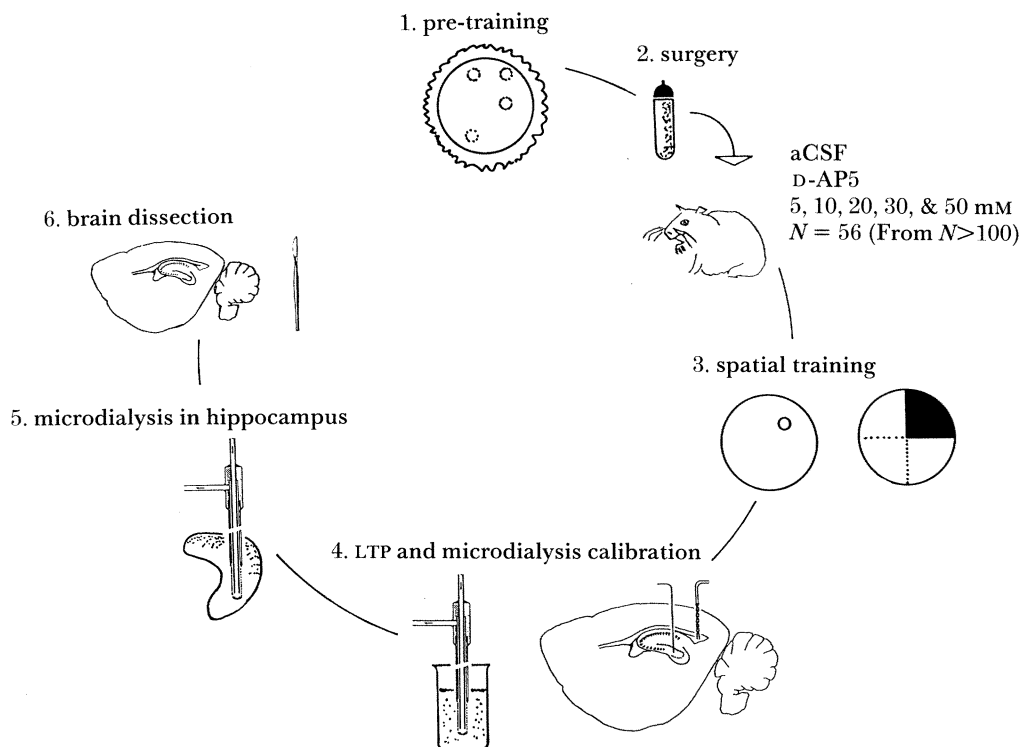 1. pre-training
2. surgery
aCSF
D-AP5
5, 10, 20, 30, & 50 mM
N = 56 (From N>100)
3. spatial training
4. LTP and microdialysis calibration
5. microdialysis in hippocampus
6. brain dissection